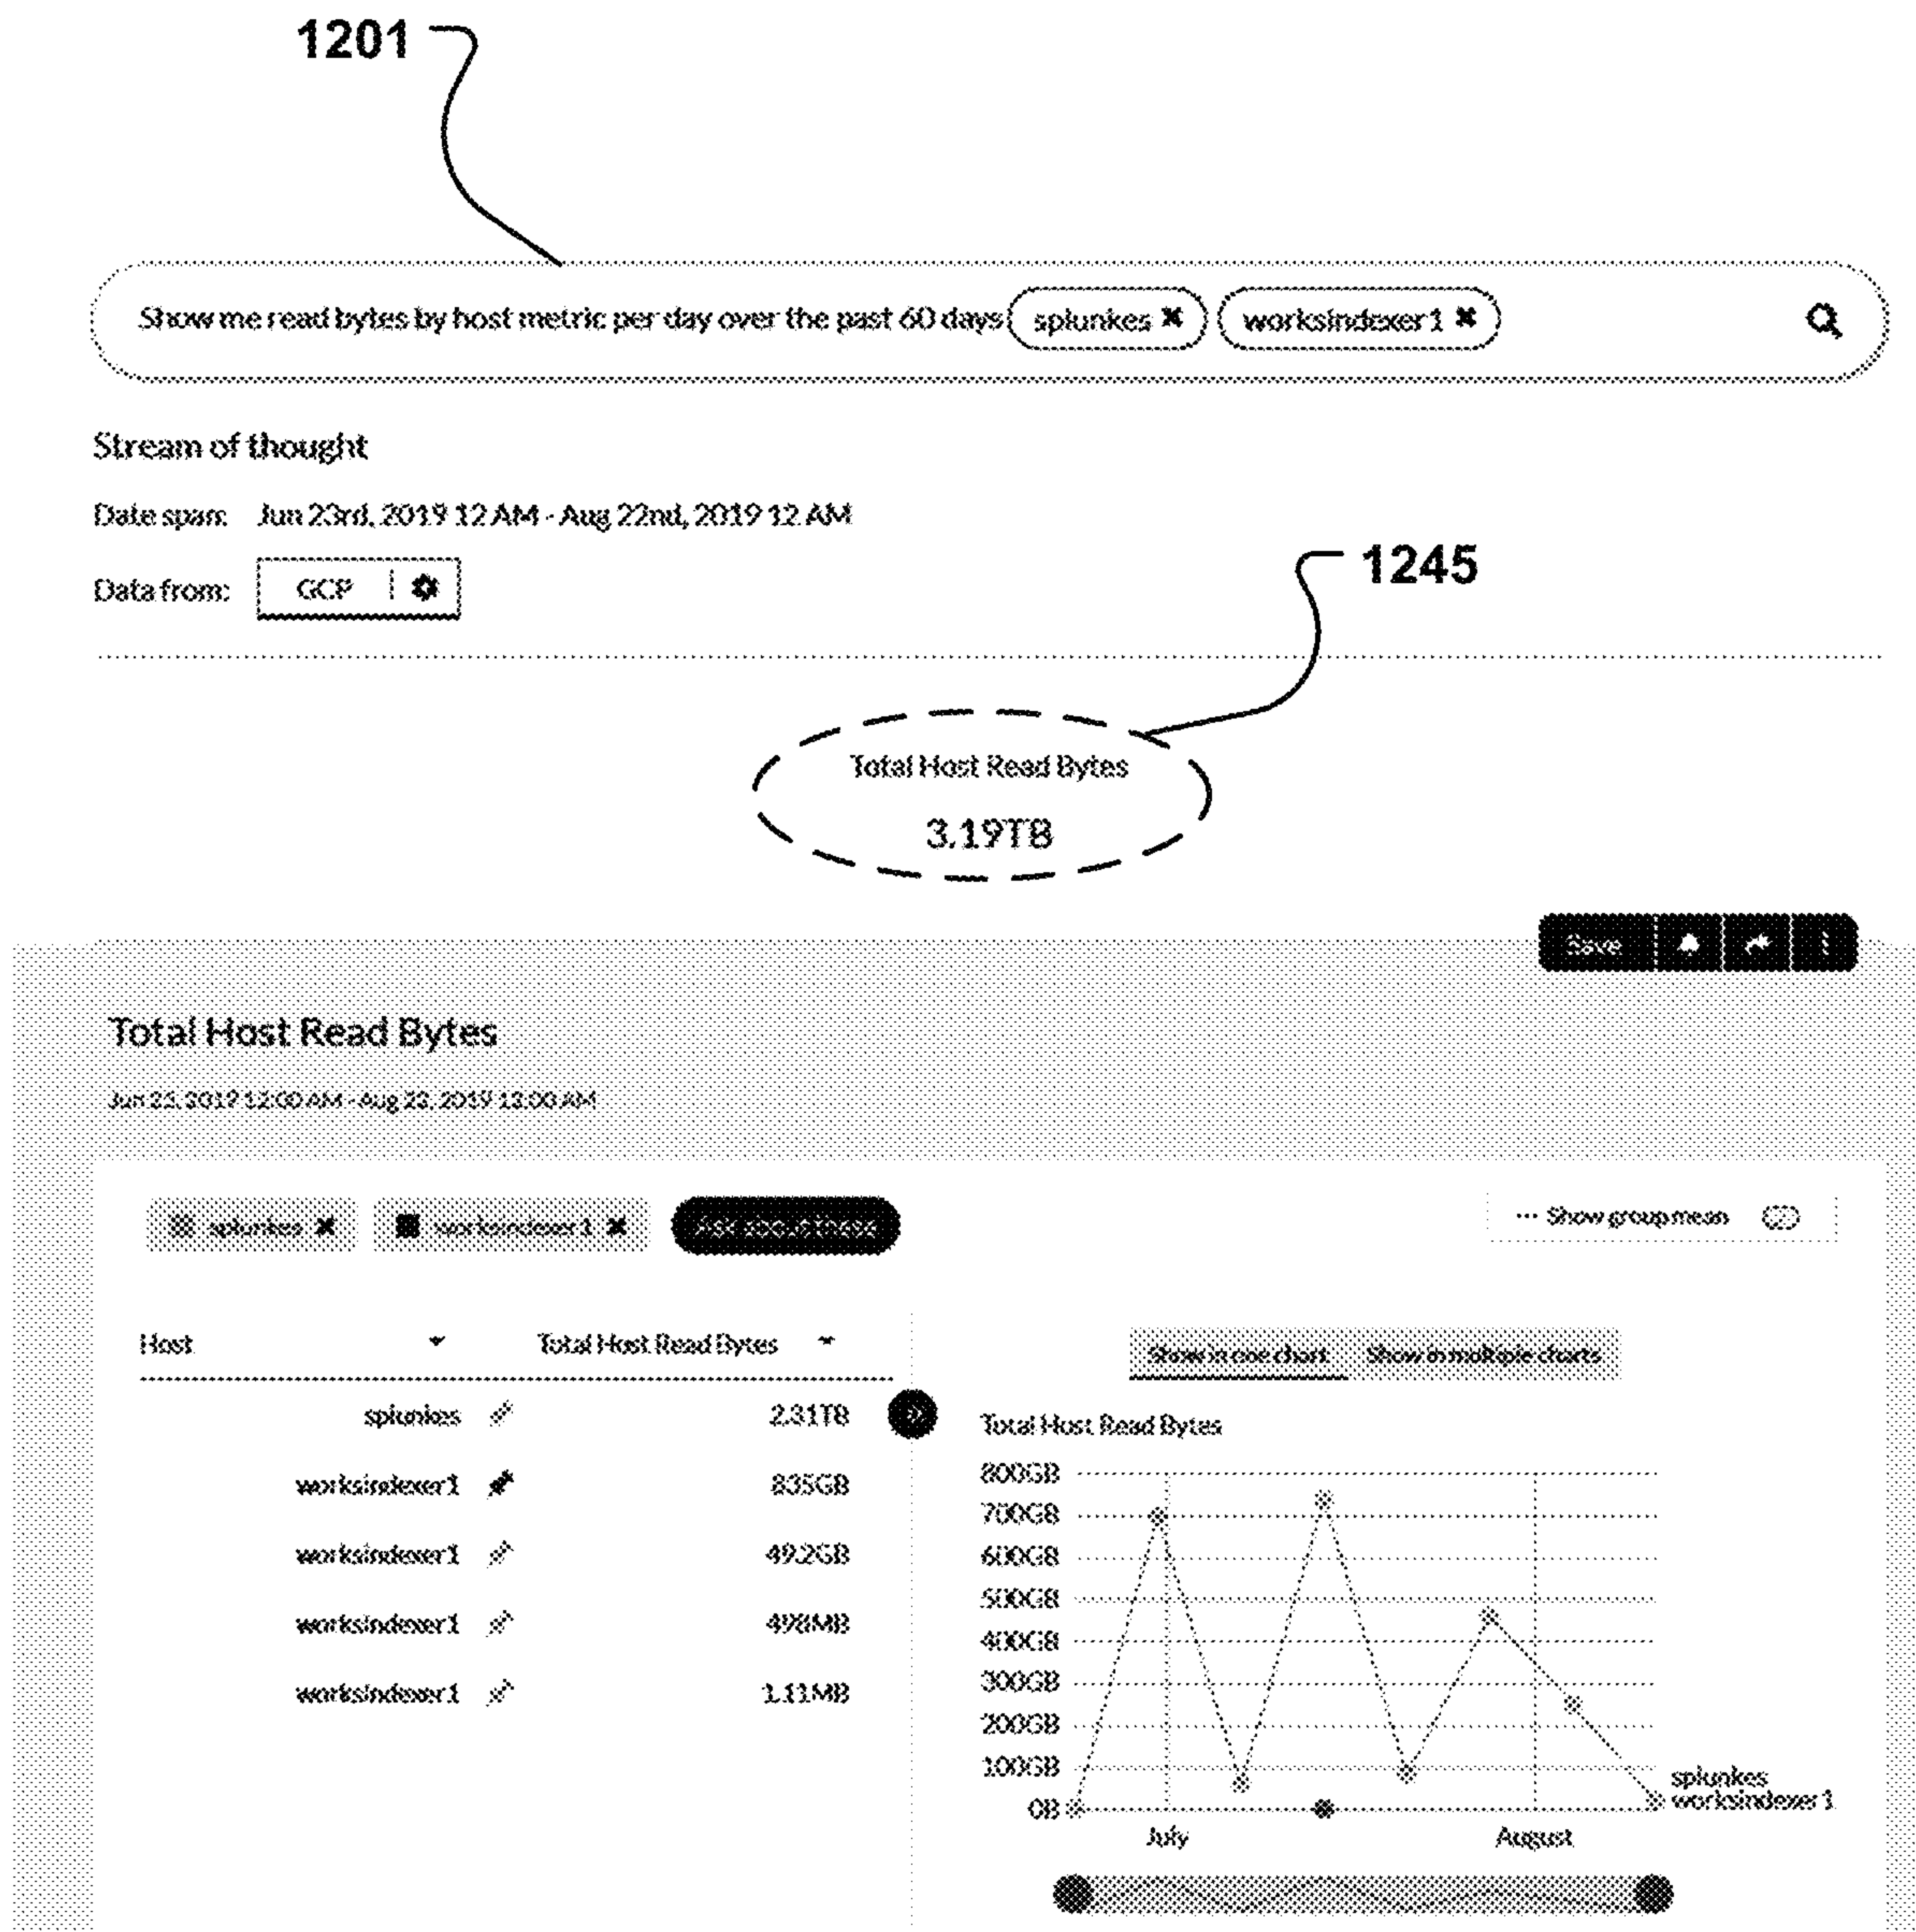 1201
Show me read bytes by host metric per day over the past 60 days splunkes ✖ worksindexer1 ✖
Stream of thought
Date span: Jun 23rd, 2019 12 AM - Aug 22nd, 2019 12 AM
1245
Data from: GCP
Total Host Read Bytes
3.19TB
Save
Total Host Read Bytes
Jun 23, 2019 12:00 AM - Aug 22, 2019 12:00 AM
splunkes ✖ worksindexer1 ✖
··· Show group mean
Host Total Host Read Bytes
Show in one chart Show in multiple charts
splunkes 2.31TB
Total Host Read Bytes
worksindexer1 835GB
worksindexer1 49.2GB
worksindexer1 498MB
worksindexer1 1.11MB
800GB
700GB
600GB
500GB
400GB
300GB
200GB
100GB
0B
splunkes
worksindexer1
July August